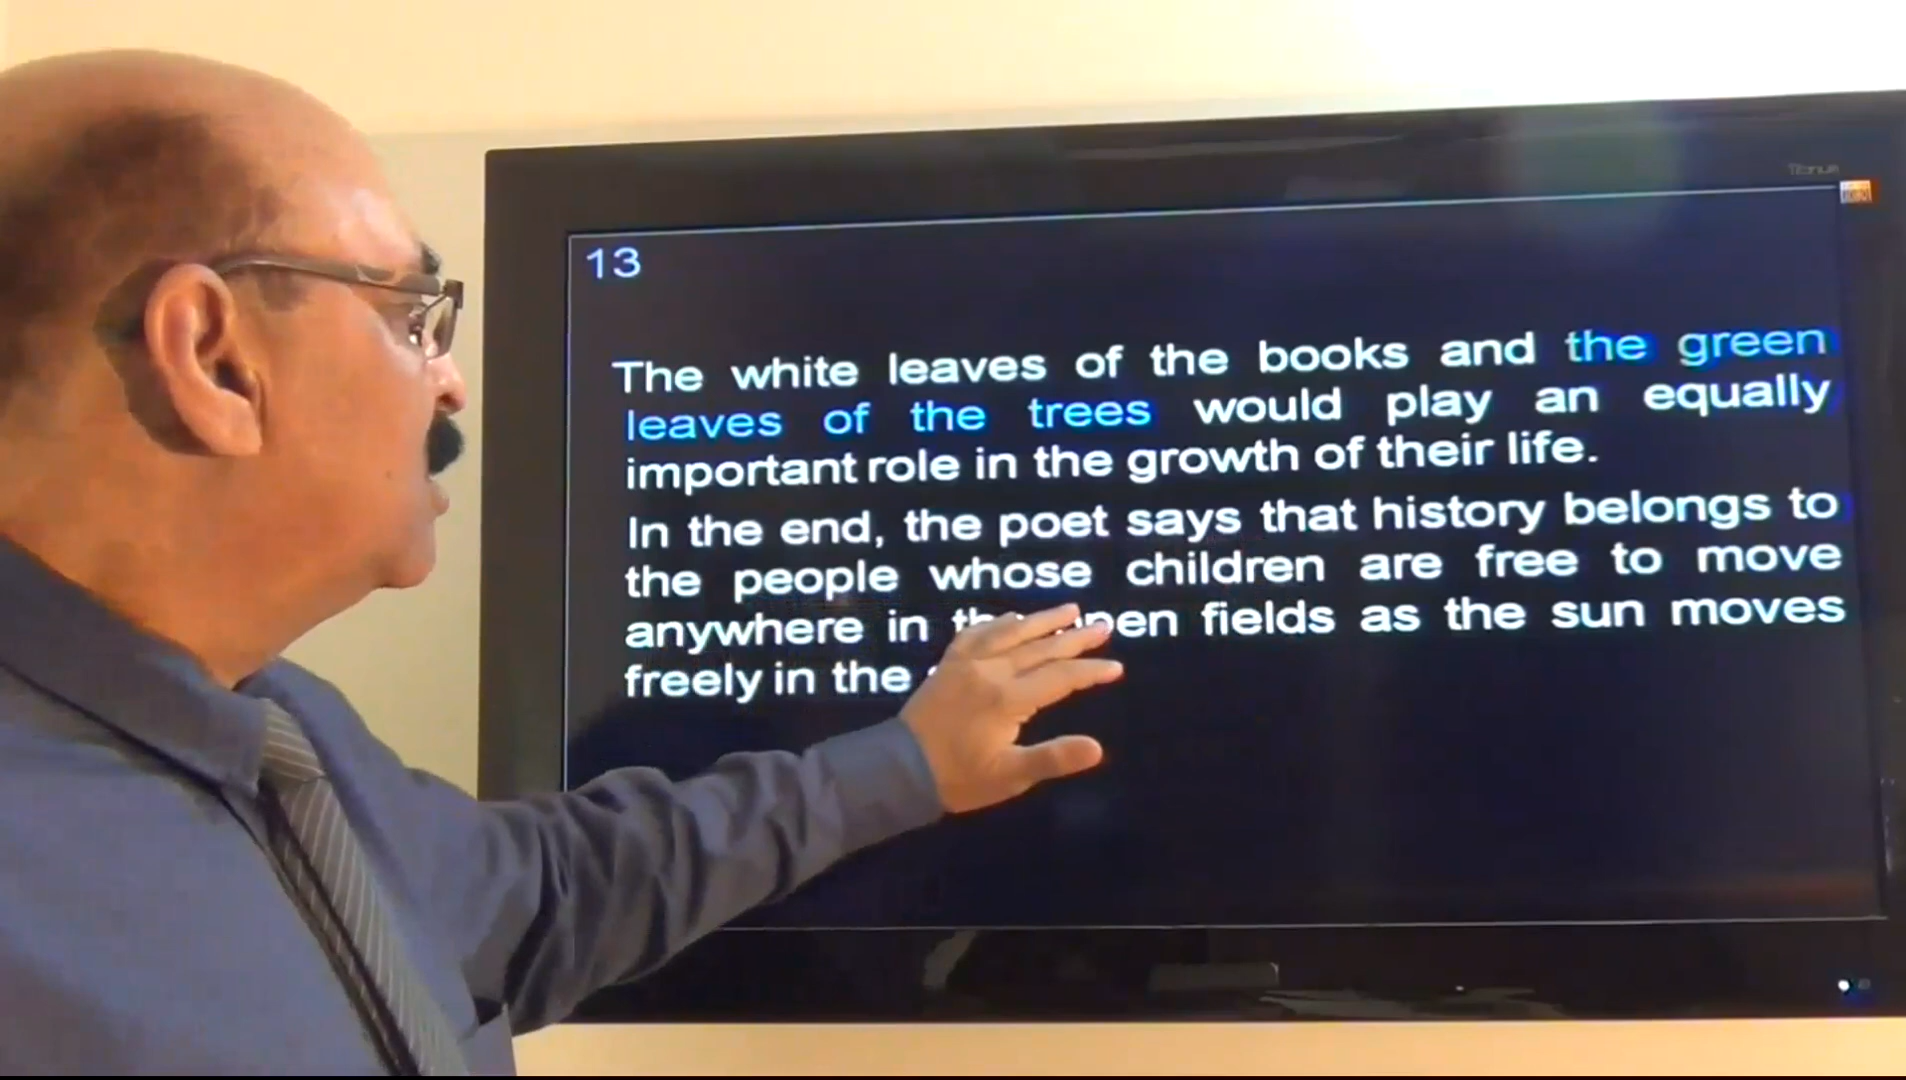 13
The white leaves of the books and the green
leaves of the trees would play an equally
important role in the growth of their life.
In the end, the poet says that history belongs to
the people whose children are free to move
anywhere in the open fields as the sun moves
freely in the